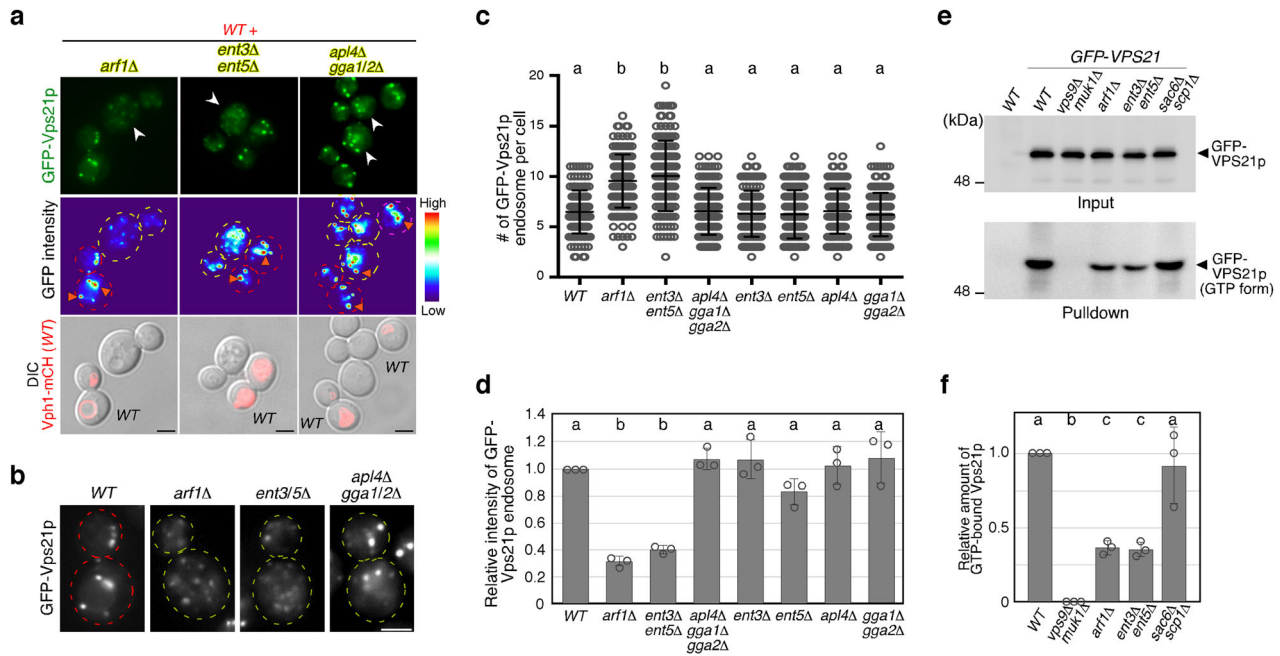 a
WT +
arf1Δ
ent3Δ
ent5Δ
apl4Δ
gga1/2Δ
GFP-Vps21p
GFP intensity
High
Low
DIC
Vph1-mCH (WT)
WT
WT
WT
WT
b
WT
arf1Δ
ent3/5Δ
apl4Δ
gga1/2Δ
GFP-Vps21p
c
# of GFP-Vps21p
endosome per cell
20
15
10
5
0
a b b a a a a a
WT
arf1Δ
ent3Δ
ent5Δ
apl4Δ
gga1Δ
gga2Δ
ent3Δ
ent5Δ
apl4Δ
gga1Δ
gga2Δ
d
Relative intensity of GFP-
Vps21p endosome
1.4
1.2
1.0
0.8
0.6
0.4
0.2
0
a b b a a a a a
WT
arf1Δ
ent3Δ
ent5Δ
apl4Δ
gga1Δ
gga2Δ
ent3Δ
ent5Δ
apl4Δ
gga1Δ
gga2Δ
e
GFP-VPS21
WT
WT
vps9Δ
muk1Δ
arf1Δ
ent3Δ
ent5Δ
sac6Δ
scp1Δ
(kDa)
48
GFP-
VPS21p
Input
48
GFP-
VPS21p
(GTP form)
Pulldown
f
Relative amount of
GTP-bound Vps21p
1.0
0.5
0
a b c c a
WT
vps9Δ
muk1Δ
arf1Δ
ent3Δ
ent5Δ
sac6Δ
scp1Δ